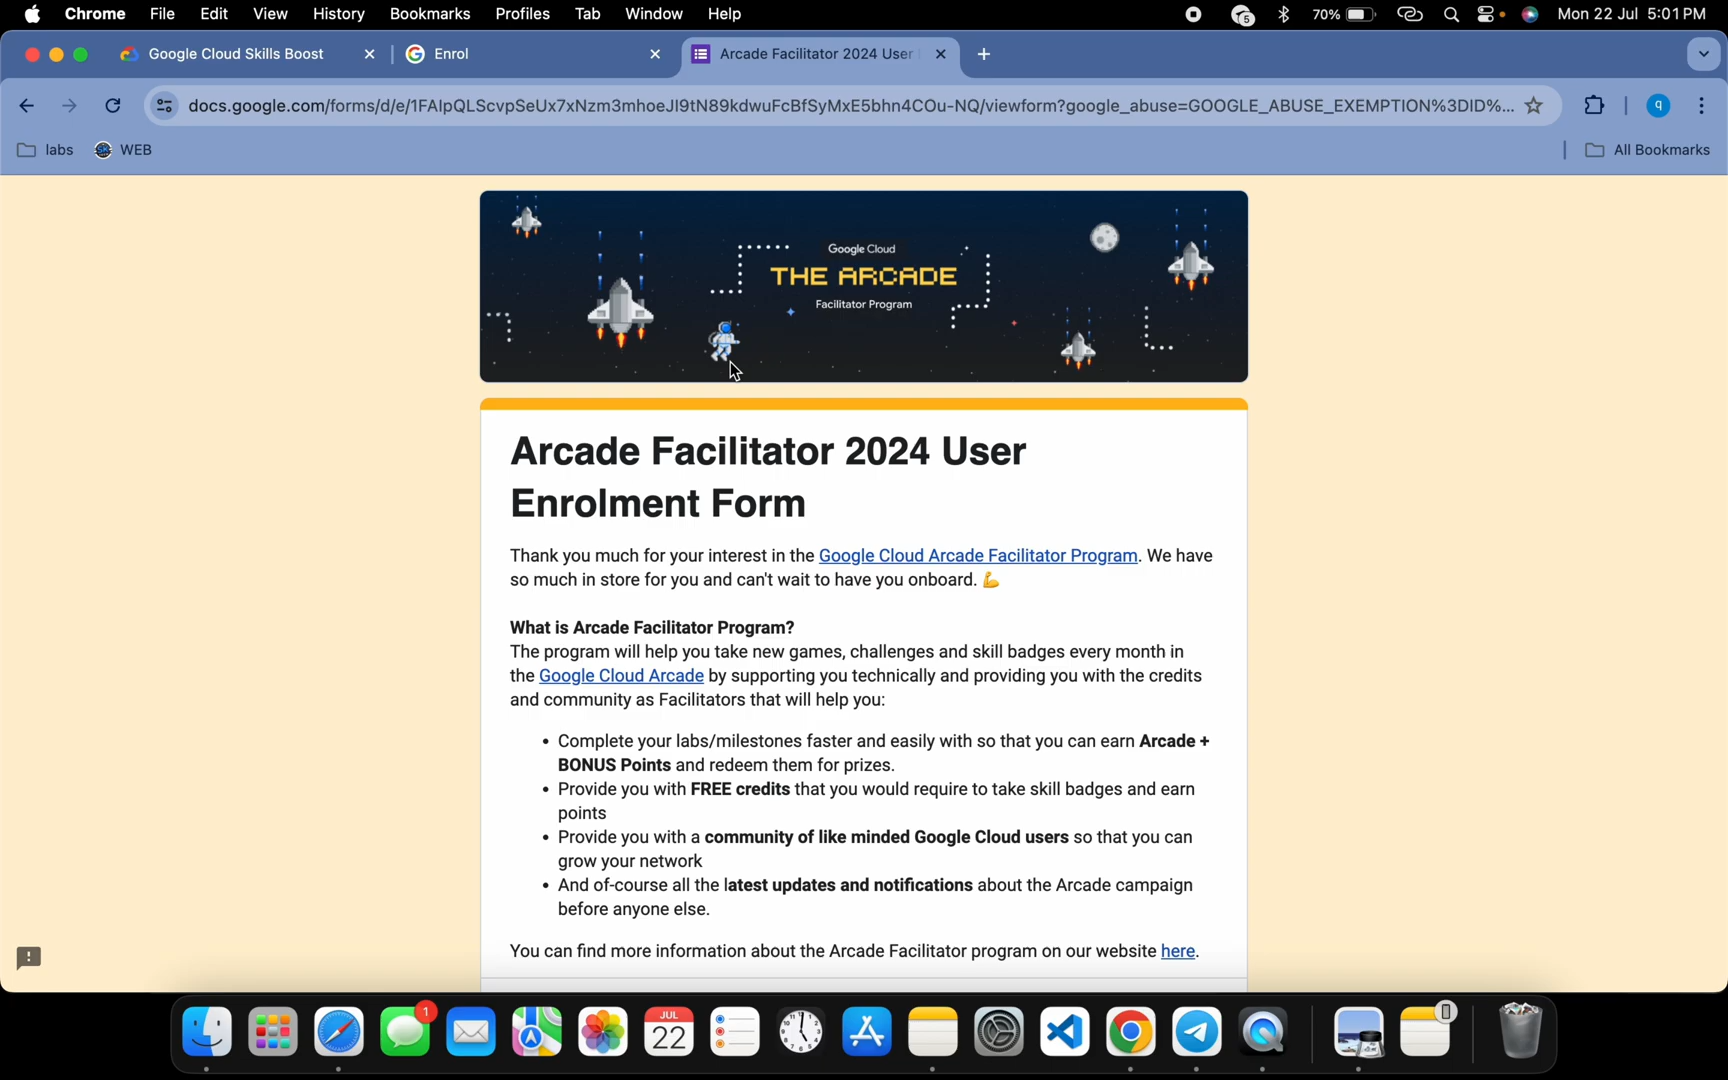 Chrome File Edit View History Bookmarks Profiles Tab Window Help 5 70% Mon 22 Jul 5:01 PM
Google Cloud Skills Boost Enrol Arcade Facilitator 2024 User
docs.google.com/forms/d/e/1FAIpQLScvpSeUx7xNzm3mhoeJI9tN89kdwuFcBfSyMxE5bhn4COu-NQ/viewform?google_abuse=GOOGLE_ABUSE_EXEMPTION%3DID%... q
labs WEB All Bookmarks
Google Cloud
THE ARCADE
Facilitator Program
Arcade Facilitator 2024 User
Enrolment Form
Thank you much for your interest in the Google Cloud Arcade Facilitator Program. We have
so much in store for you and can't wait to have you onboard. 💪
What is Arcade Facilitator Program?
The program will help you take new games, challenges and skill badges every month in
the Google Cloud Arcade by supporting you technically and providing you with the credits
and community as Facilitators that will help you:
• Complete your labs/milestones faster and easily with so that you can earn Arcade +
BONUS Points and redeem them for prizes.
• Provide you with FREE credits that you would require to take skill badges and earn
points
• Provide you with a community of like minded Google Cloud users so that you can
grow your network
• And of-course all the latest updates and notifications about the Arcade campaign
before anyone else.
You can find more information about the Arcade Facilitator program on our website here.
1
JUL
22